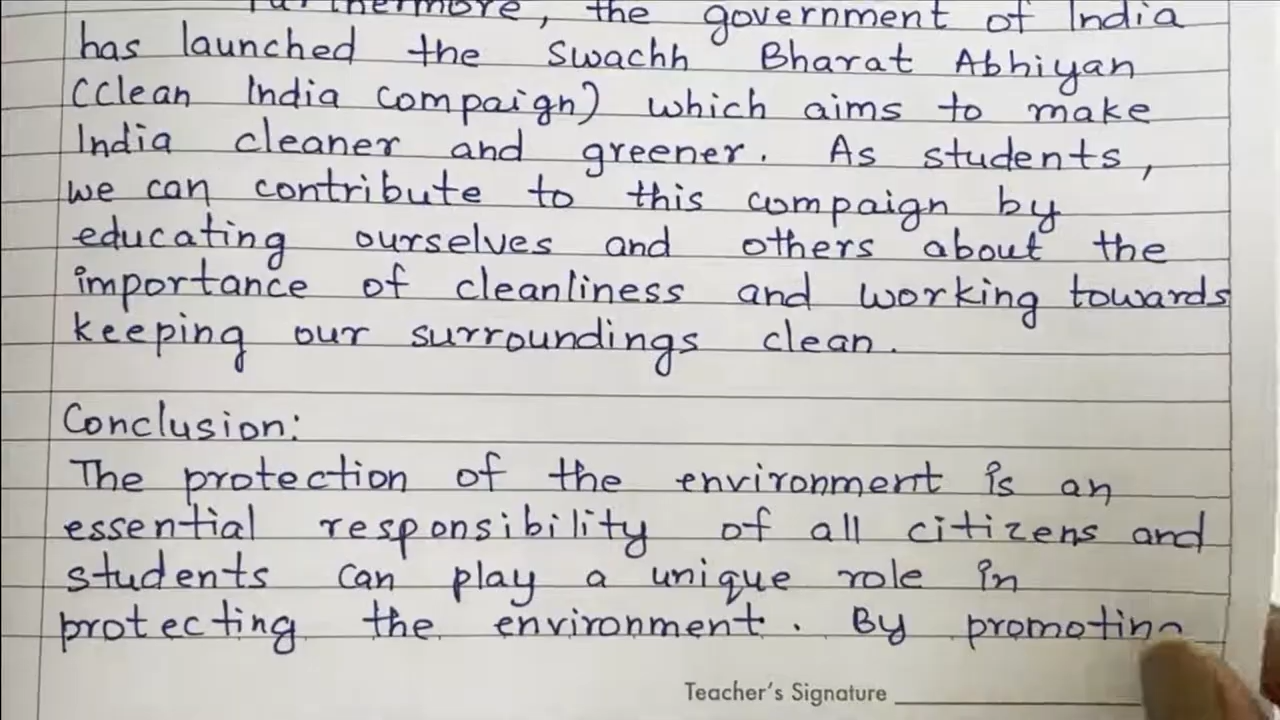 Furthermore, the government of India
has launched the Swachh Bharat Abhiyan
(clean India compaign) which aims to make
India cleaner and greener. As students,
we can contribute to this compaign by
educating ourselves and others about the
importance of cleanliness and working towards
keeping our surroundings clean.
Conclusion:
The protection of the environment is an
essential responsibility of all citizens and
students can play a unique role in
protecting the environment. By promoting
Teacher's Signature